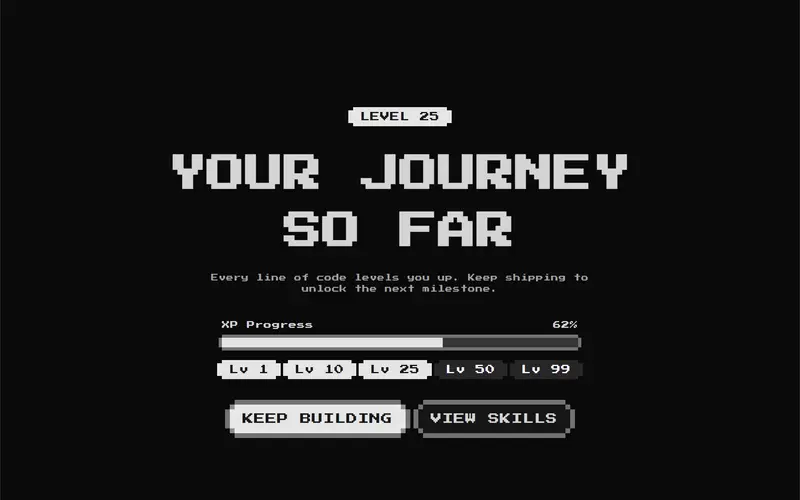 LEVEL 25
YOUR JOURNEY
SO FAR
Every line of code levels you up. Keep shipping to
unlock the next milestone.
XP Progress 62%
Lv 1 Lv 10 Lv 25 Lv 50 Lv 99
KEEP BUILDING VIEW SKILLS